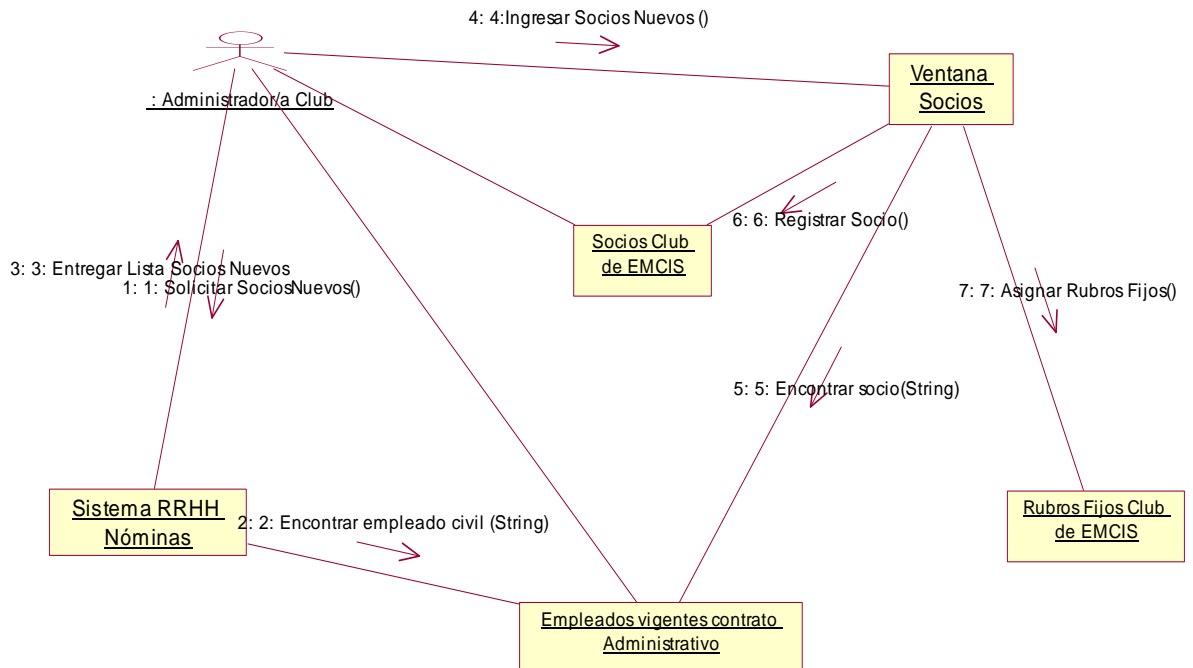 4: 4:Ingresar Socios Nuevos ()
: Administrador/a Club
Ventana
Socios
6: 6: Registrar Socio()
Socios Club
de EMCIS
3: 3: Entregar Lista Socios Nuevos
1: 1: Solicitar SociosNuevos()
7: 7: Asignar Rubros Fijos()
5: 5: Encontrar socio(String)
Sistema RRHH
Nóminas
2: 2: Encontrar empleado civil (String)
Rubros Fijos Club
de EMCIS
Empleados vigentes contrato
Administrativo